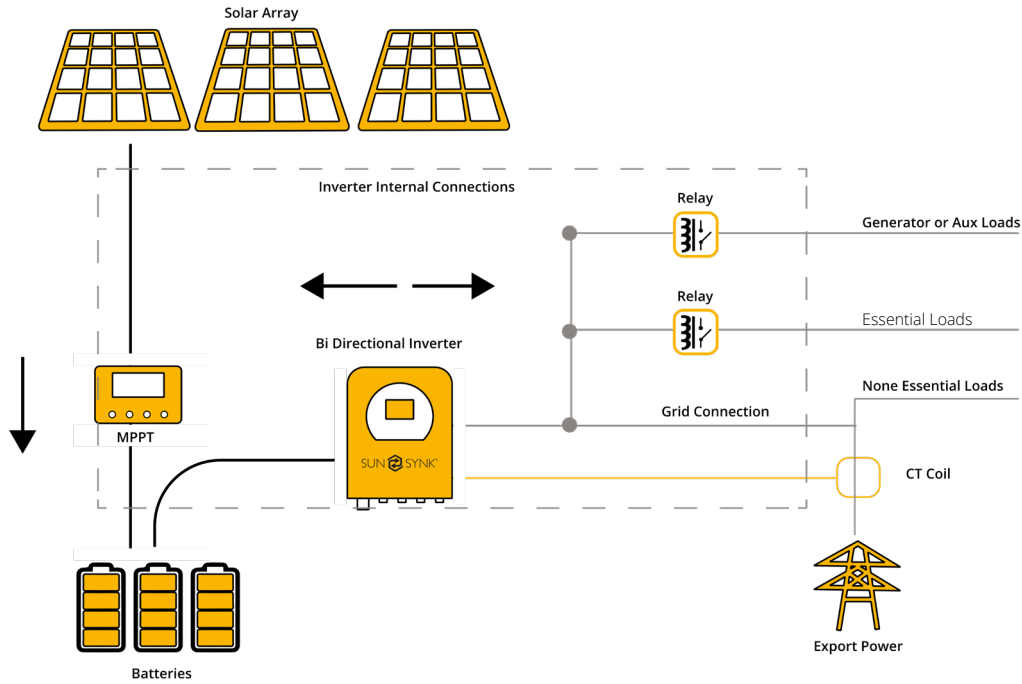 Solar Array
Inverter Internal Connections
Relay
Generator or Aux Loads
Relay
Essential Loads
Bi Directional Inverter
None Essential Loads
Grid Connection
MPPT
SUN SYNK
CT Coil
Export Power
Batteries